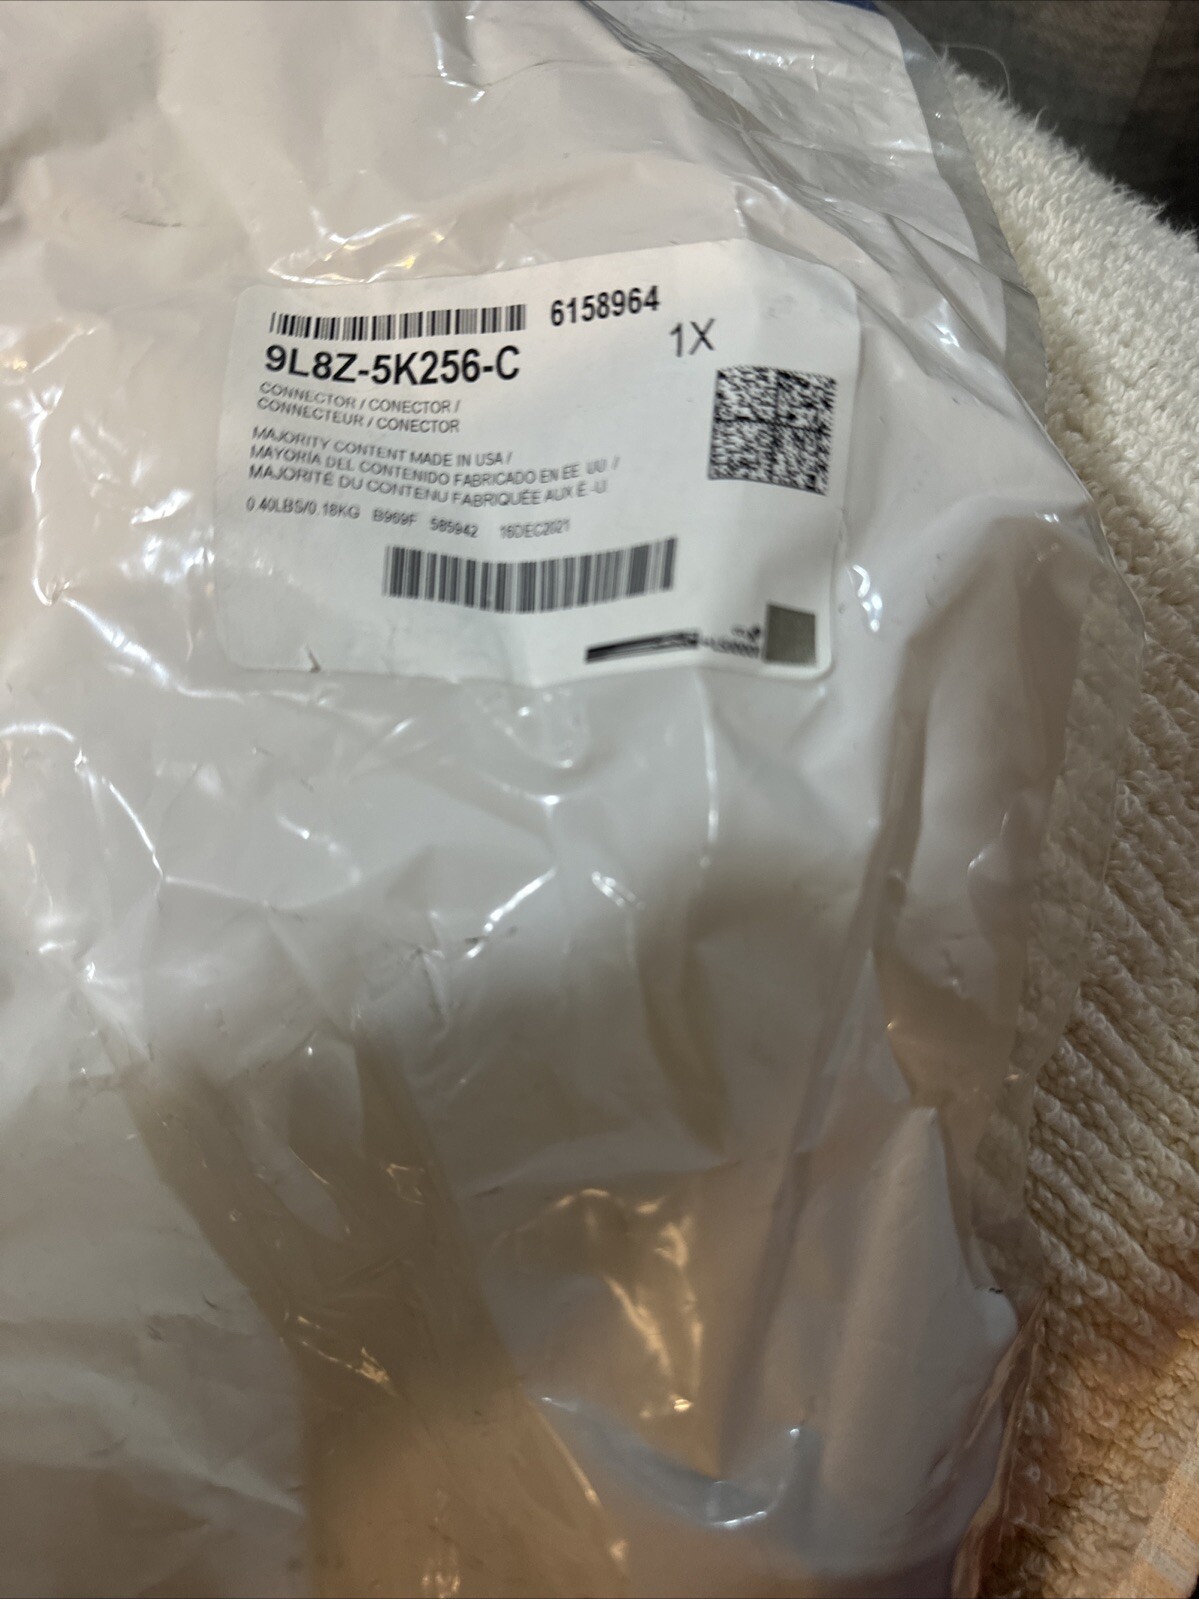 6158964
1X
9L8Z-5K256-C
CONNECTOR / CONECTOR /
CONNECTEUR / CONECTOR
MAJORITY CONTENT MADE IN USA /
MAYORÍA DEL CONTENIDO FABRICADO EN EE UU /
MAJORITÉ DU CONTENU FABRIQUÉE AUX É -U
0.40LBS/0.18KG B969F 585942 16DEC2021